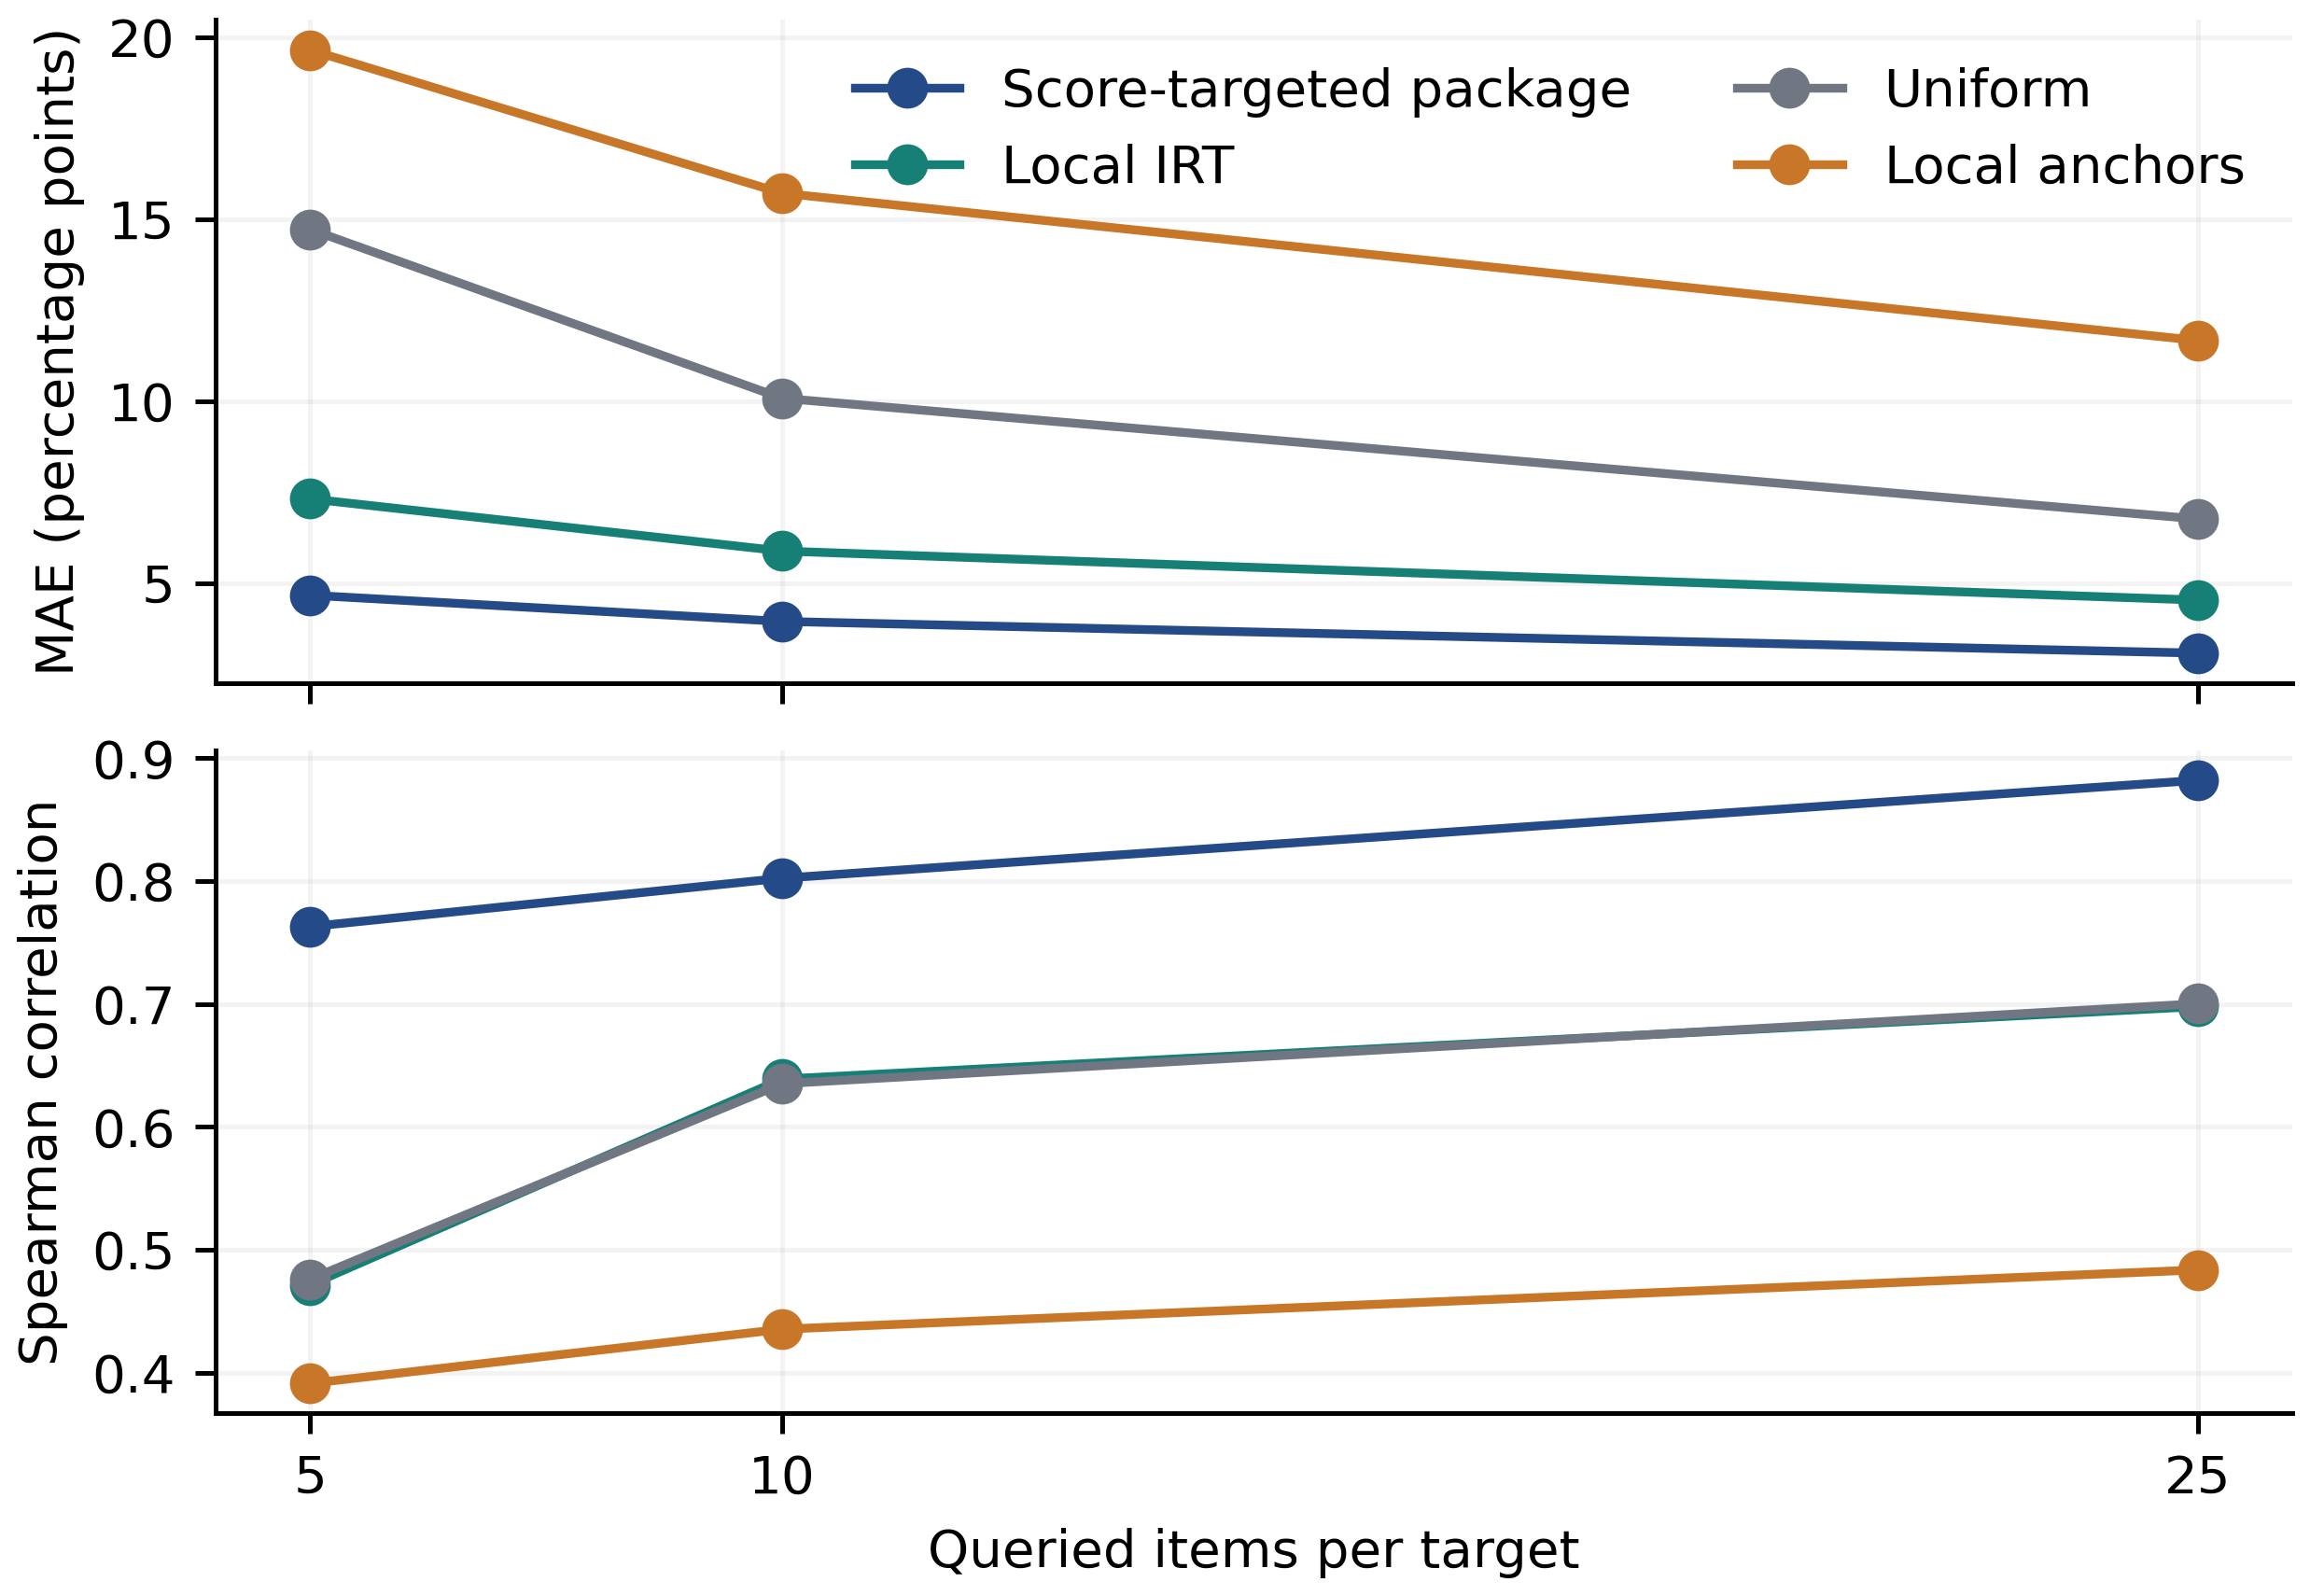 MAE (percentage points)
20
15
10
5
Score-targeted package
Local IRT
Uniform
Local anchors
Spearman correlation
0.9
0.8
0.7
0.6
0.5
0.4
5
10
25
Queried items per target